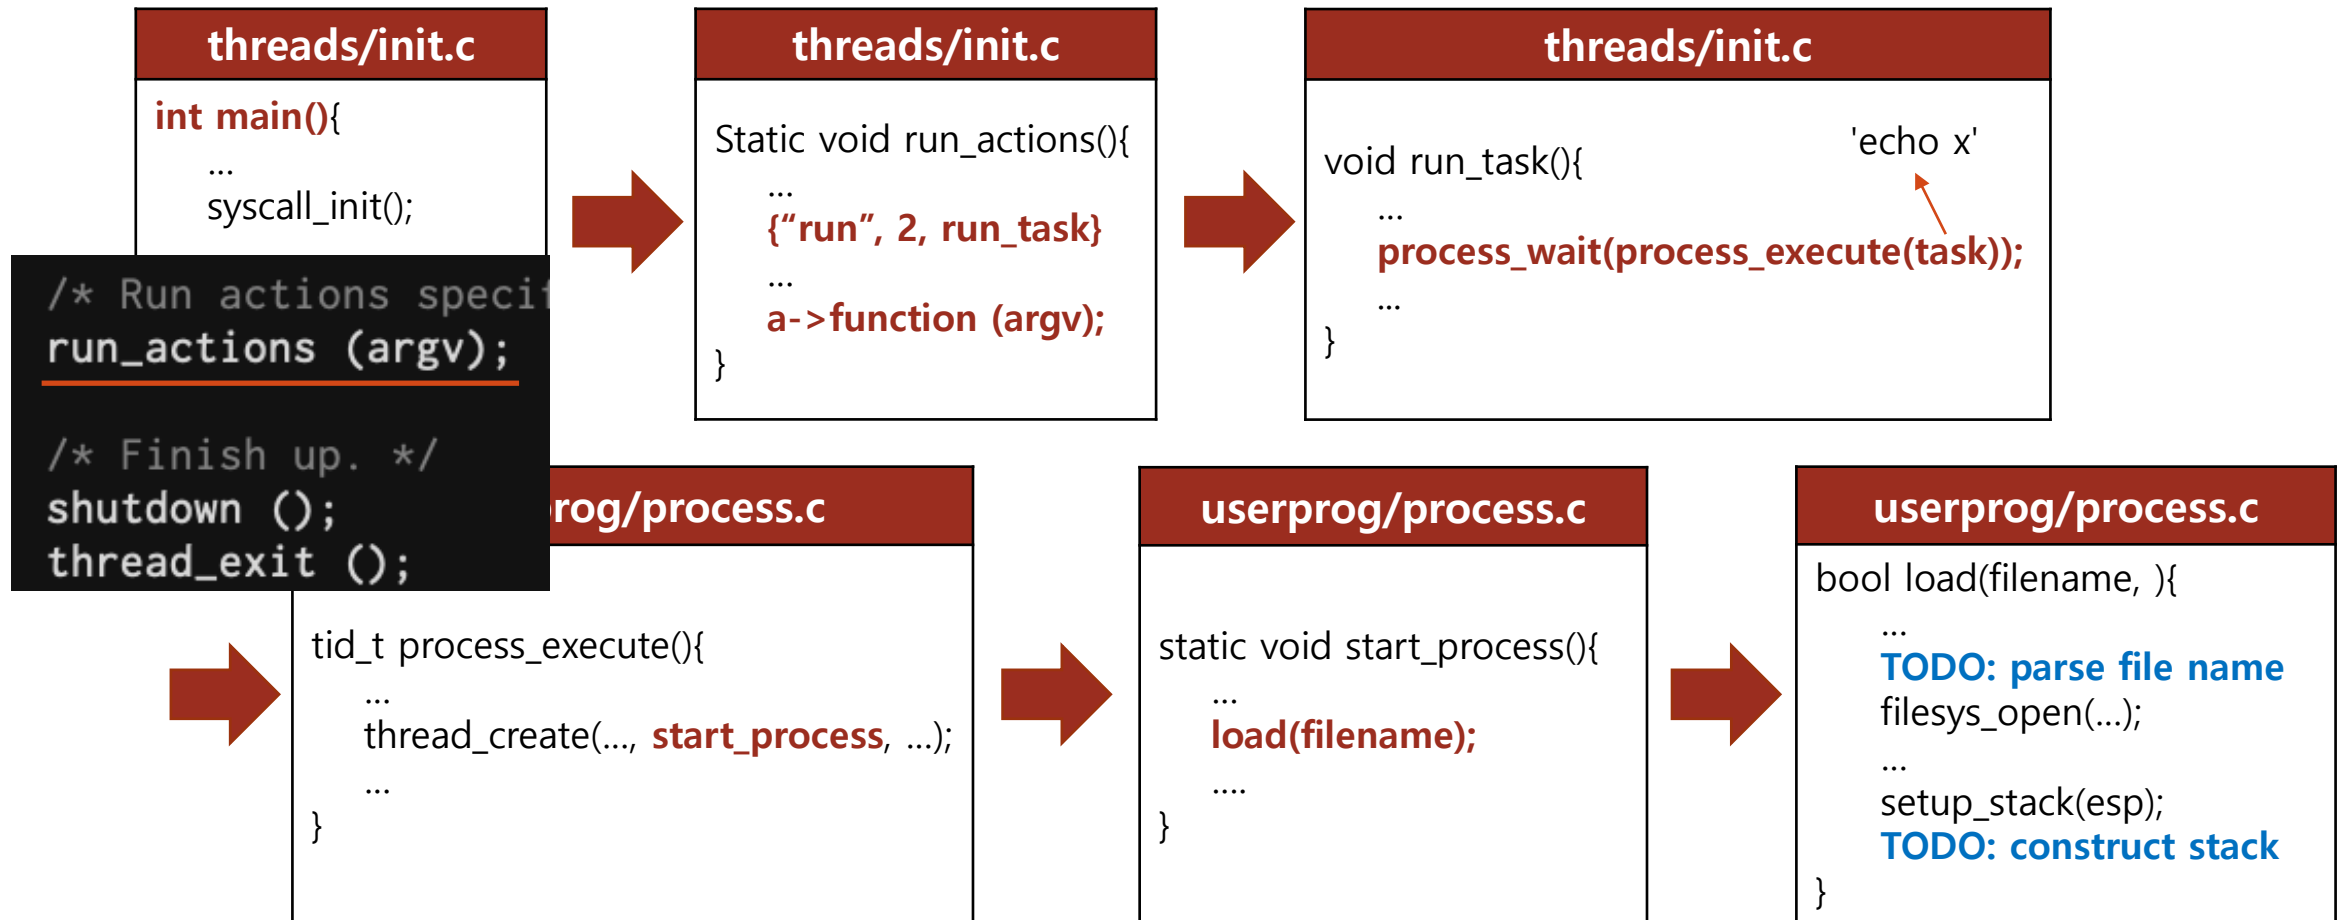 threads/init.c
int main(){
...
syscall_init();
/* Run actions
run_actions (argv);
/* Finish up. */
shutdown ();
thread_exit ();
threads/init.c
Static void run_actions(){
...
{“run”, 2, run_task}
...
a->function (argv);
}
threads/init.c
'echo x'
void run_task(){
...
process_wait(process_execute(task));
...
}
rog/process.c
tid_t process_execute(){
...
thread_create(..., start_process, ...);
...
}
userprog/process.c
static void start_process(){
...
load(filename);
....
}
userprog/process.c
bool load(filename, ){
...
TODO: parse file name
filesys_open(...);
...
setup_stack(esp);
TODO: construct stack
}